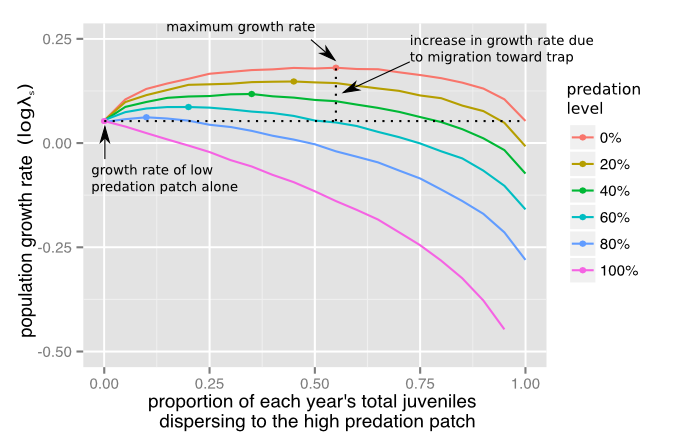 maximum growth rate
increase in growth rate due
to migration toward trap
growth rate of low
predation patch alone
population growth rate (logλs)
0.25
0.00
-0.25
-0.50
0.00 0.25 0.50 0.75 1.00
proportion of each year's total juveniles
dispersing to the high predation patch
predation
level
0%
20%
40%
60%
80%
100%